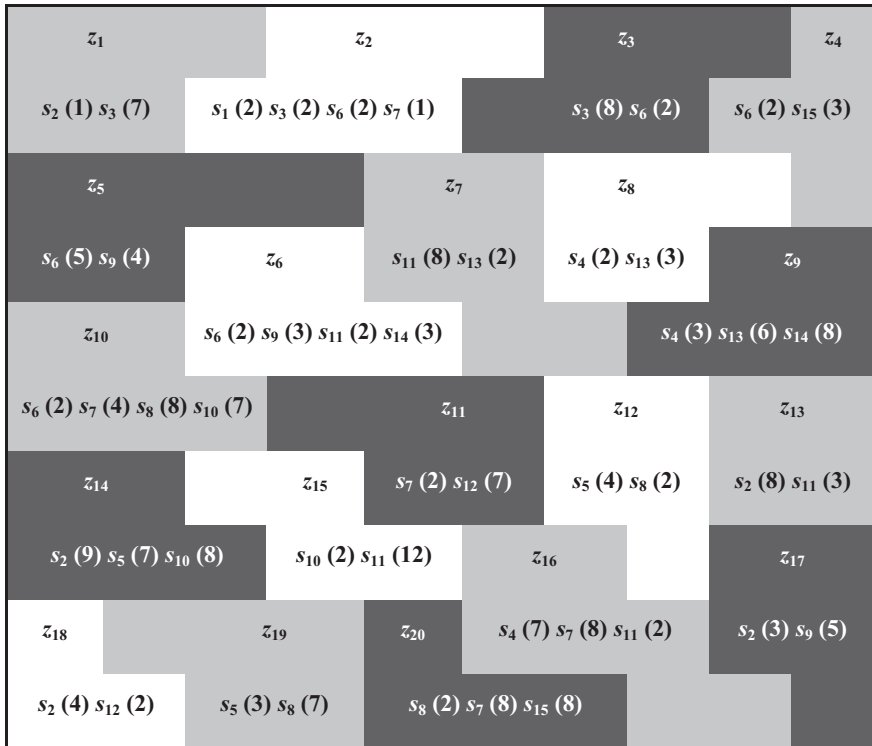 z₁ z₂ z₃ z₄
s₂ (1) s₃ (7) s₁ (2) s₃ (2) s₆ (2) s₇ (1) s₃ (8) s₆ (2) s₆ (2) s₁₅ (3)
z₅ z₇ z₈
s₆ (5) s₉ (4) z₆ s₁₁ (8) s₁₃ (2) s₄ (2) s₁₃ (3) z₉
z₁₀ s₆ (2) s₉ (3) s₁₁ (2) s₁₄ (3) s₄ (3) s₁₃ (6) s₁₄ (8)
s₆ (2) s₇ (4) s₈ (8) s₁₀ (7) z₁₁ z₁₂ z₁₃
z₁₄ z₁₅ s₇ (2) s₁₂ (7) s₅ (4) s₈ (2) s₂ (8) s₁₁ (3)
s₂ (9) s₅ (7) s₁₀ (8) s₁₀ (2) s₁₁ (12) z₁₆ z₁₇
z₁₈ z₁₉ z₂₀ s₄ (7) s₇ (8) s₁₁ (2) s₂ (3) s₉ (5)
s₂ (4) s₁₂ (2) s₅ (3) s₈ (7) s₈ (2) s₇ (8) s₁₅ (8)